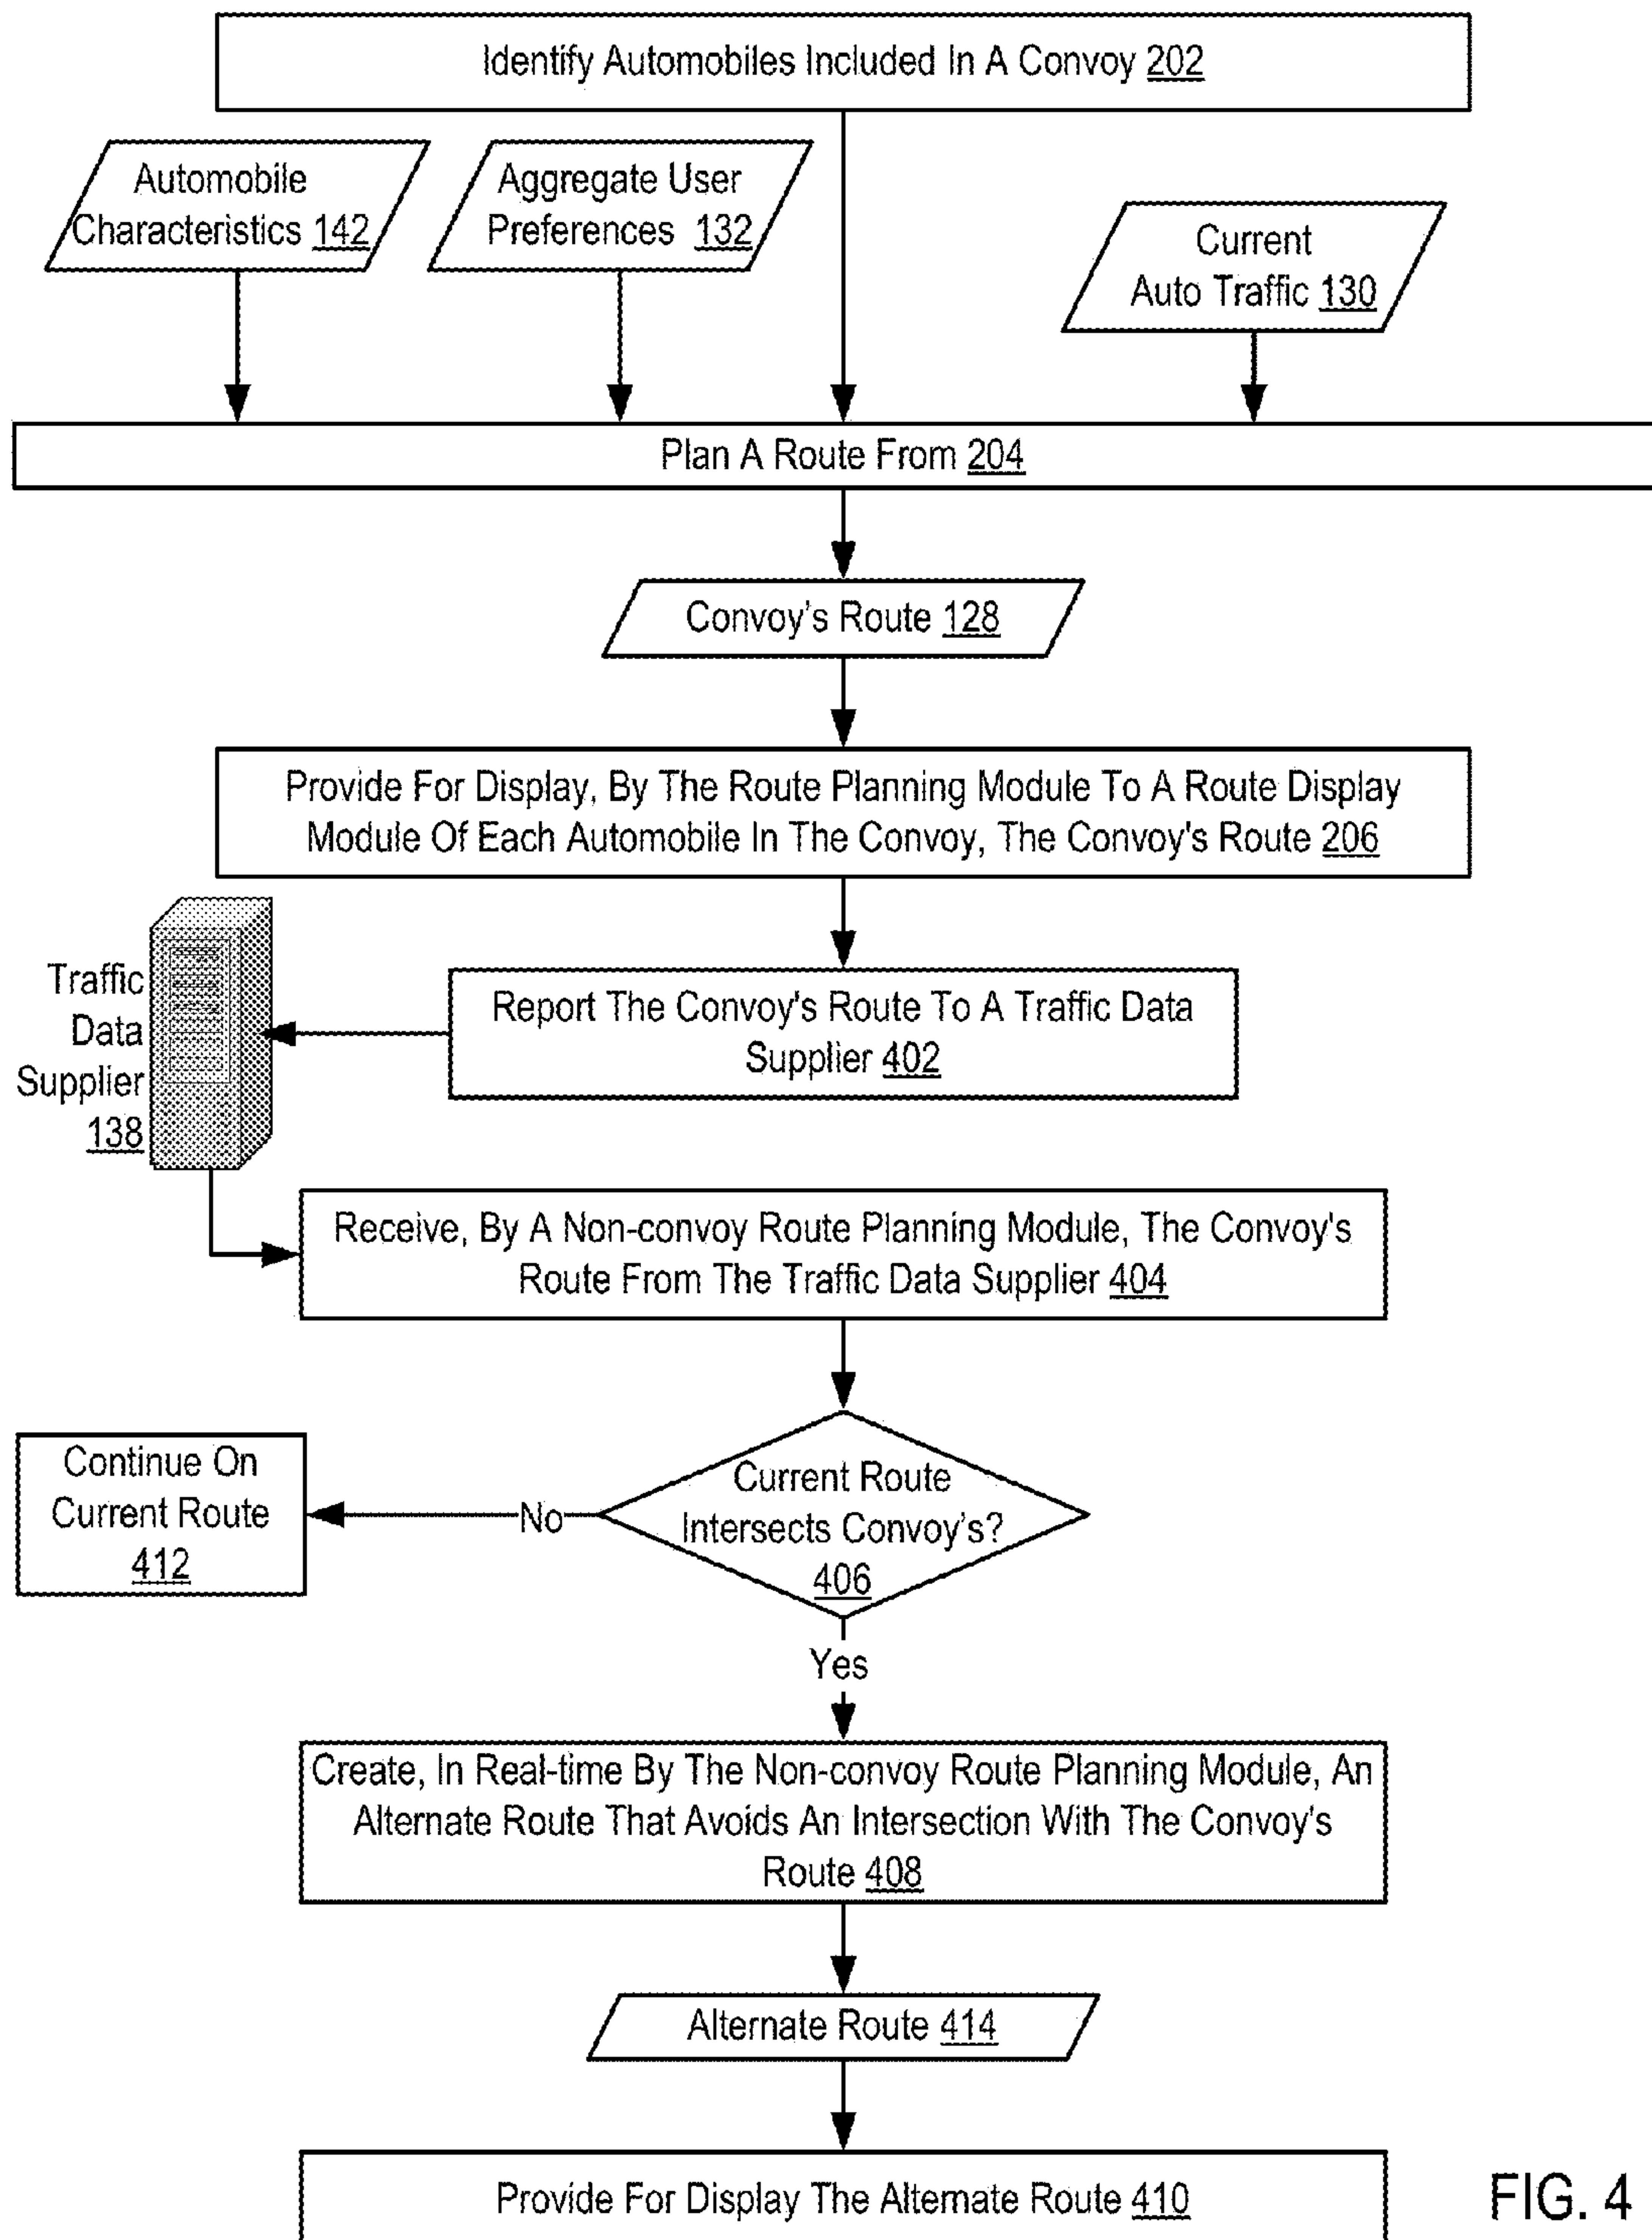 Identify Automobiles Included In A Convoy 202
Automobile
Characteristics 142
Aggregate User
Preferences 132
Current
Auto Traffic 130
Plan A Route From 204
Convoy's Route 128
Provide For Display, By The Route Planning Module To A Route Display
Module Of Each Automobile In The Convoy, The Convoy's Route 206
Traffic
Data
Supplier
138
Report The Convoy's Route To A Traffic Data
Supplier 402
Receive, By A Non-convoy Route Planning Module, The Convoy's
Route From The Traffic Data Supplier 404
Continue On
Current Route
412
No
Current Route
Intersects Convoy's?
406
Yes
Create, In Real-time By The Non-convoy Route Planning Module, An
Alternate Route That Avoids An Intersection With The Convoy's
Route 408
Alternate Route 414
Provide For Display The Alternate Route 410
FIG. 4